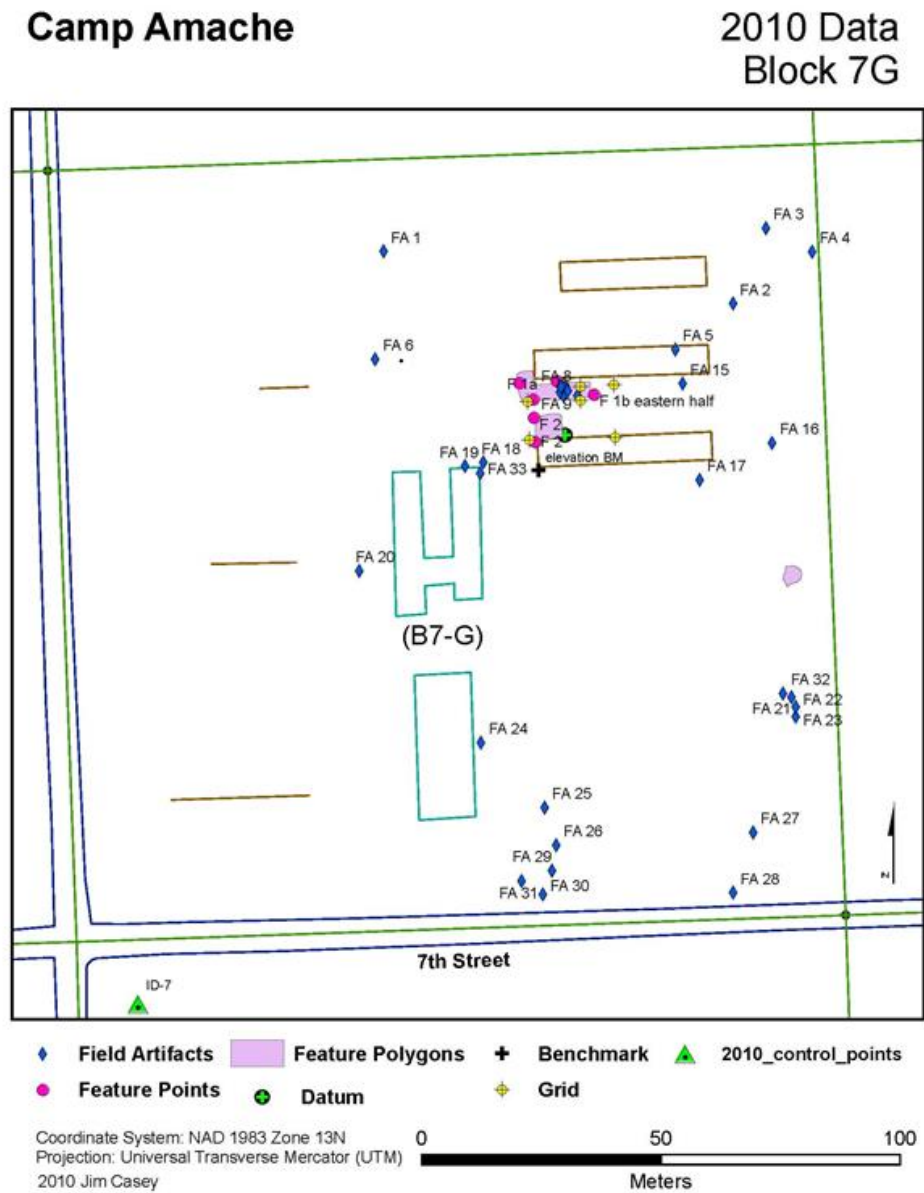 Camp Amache
2010 Data
Block 7G
FA 3
FA 1
FA 4
FA 2
FA 5
FA 6
FA 8
FA 15
F 1a
FA 9
F 1b eastern half
F 2
FA 16
F 2
FA 18
FA 19
elevation BM
FA 33
FA 17
FA 20
(B7-G)
FA 32
FA 22
FA 21
FA 23
FA 24
FA 25
FA 27
FA 26
FA 29
FA 28
FA 30
FA 31
N
7th Street
ID-7
Field Artifacts
Feature Polygons
Benchmark
2010_control_points
Feature Points
Datum
Grid
Coordinate System: NAD 1983 Zone 13N
Projection: Universal Transverse Mercator (UTM)
2010 Jim Casey
0 50 100
Meters